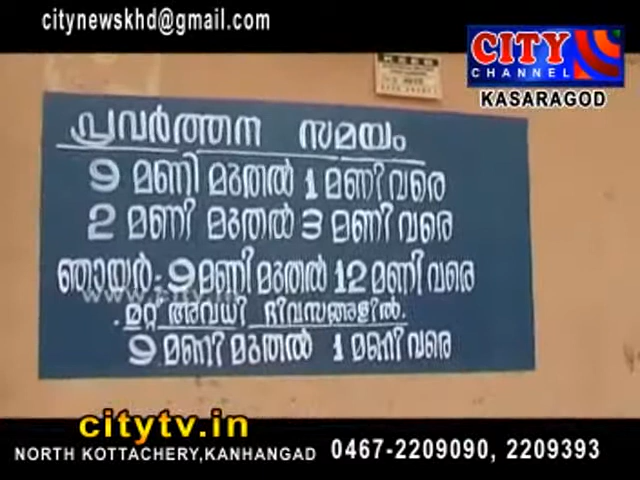 citynewskhd@gmail.com
CITY
CHANNEL
KASARAGOD
പ്രവർത്തന സമയം
9 മണി മുതൽ 1 മണി വരെ
2 മണി മുതൽ 3 മണി വരെ
ഞായർ:- 9 മണി മുതൽ 12 മണി വരെ
മറ്റ് അവധി ദിവസങ്ങളിൽ.
9 മണി മുതൽ 1 മണി വരെ
citytv.in
NORTH KOTTACHERY,KANHANGAD 0467-2209090, 2209393